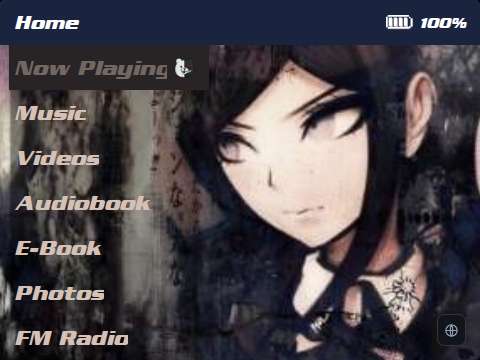 Home
100%
Now Playing
Music
Videos
Audiobook
E-Book
Photos
FM Radio